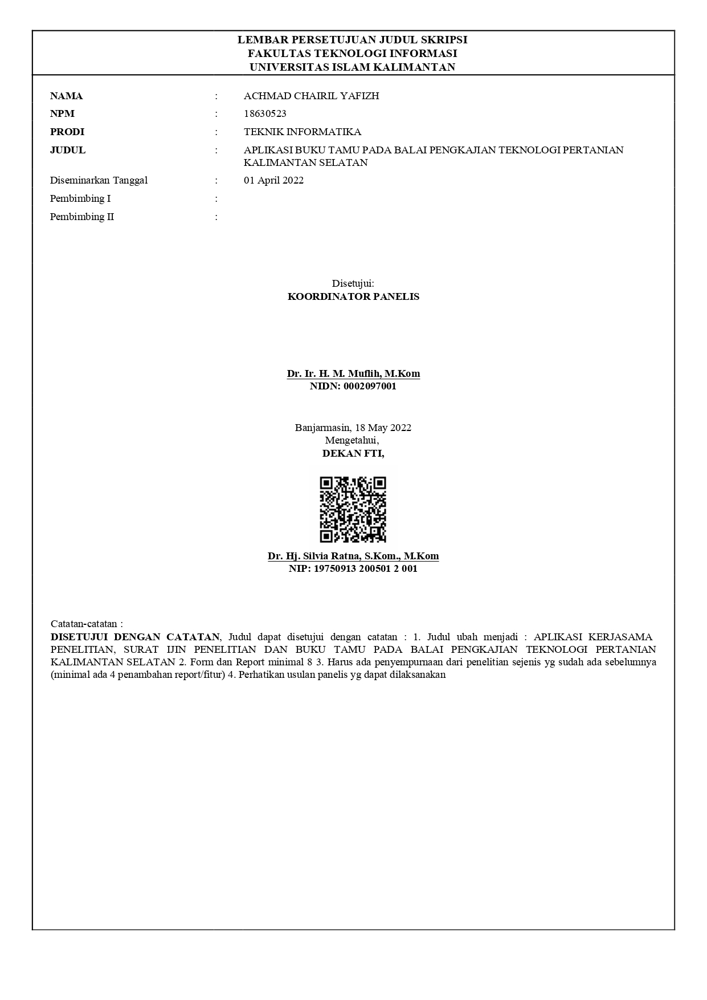 LEMBAR PERSETUJUAN JUDUL SKRIPSI
FAKULTAS TEKNOLOGI INFORMASI
UNIVERSITAS ISLAM KALIMANTAN
NAMA : ACHMAD CHAIRIL YAFIZH
NPM : 18630523
PRODI : TEKNIK INFORMATIKA
JUDUL : APLIKASI BUKU TAMU PADA BALAI PENGKAJIAN TEKNOLOGI PERTANIAN
KALIMANTAN SELATAN
Diseminarkan Tanggal : 01 April 2022
Pembimbing I :
Pembimbing II :
Disetujui:
KOORDINATOR PANELIS
Dr. Ir. H. M. Muflih, M.Kom
NIDN: 0002097001
Banjarmasin, 18 May 2022
Mengetahui,
DEKAN FTI,
Dr. Hj. Silvia Ratna, S.Kom., M.Kom
NIP: 19750913 200501 2 001
Catatan-catatan :
DISETUJUI DENGAN CATATAN, Judul dapat disetujui dengan catatan : 1. Judul ubah menjadi : APLIKASI KERJASAMA
PENELITIAN, SURAT IJIN PENELITIAN DAN BUKU TAMU PADA BALAI PENGKAJIAN TEKNOLOGI PERTANIAN
KALIMANTAN SELATAN 2. Form dan Report minimal 8 3. Harus ada penyempurnaan dari penelitian sejenis yg sudah ada sebelumnya
(minimal ada 4 penambahan report/fitur) 4. Perhatikan usulan panelis yg dapat dilaksanakan